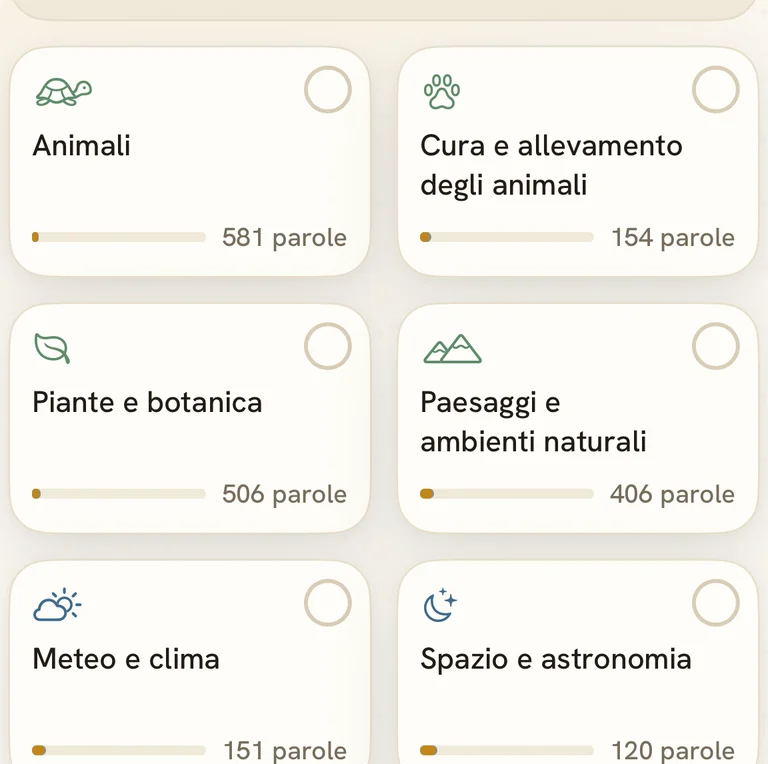 Animali
581 parole
Cura e allevamento
degli animali
154 parole
Piante e botanica
506 parole
Paesaggi e
ambienti naturali
406 parole
Meteo e clima
151 parole
Spazio e astronomia
120 parole